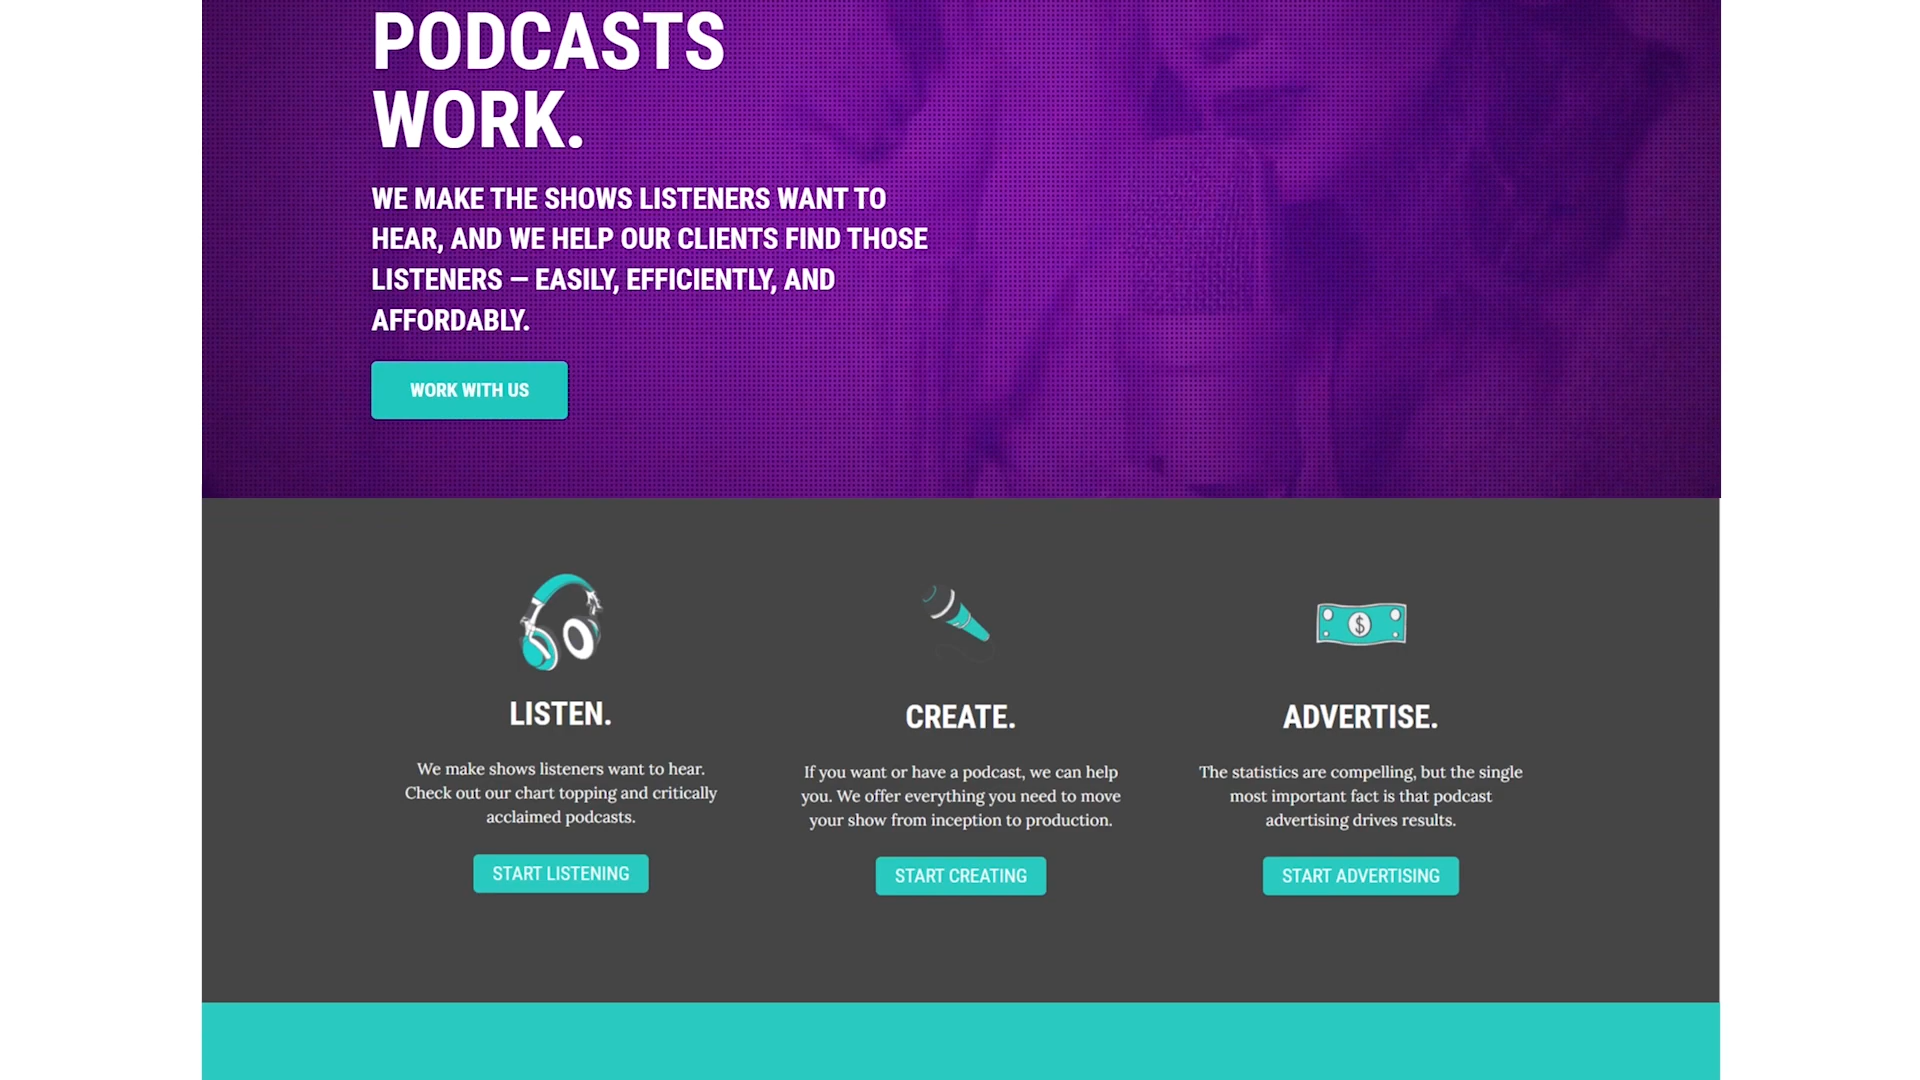 PODCASTS
WORK.
WE MAKE THE SHOWS LISTENERS WANT TO
HEAR, AND WE HELP OUR CLIENTS FIND THOSE
LISTENERS — EASILY, EFFICIENTLY, AND
AFFORDABLY.
WORK WITH US
LISTEN.
We make shows listeners want to hear.
Check out our chart topping and critically
acclaimed podcasts.
START LISTENING
CREATE.
If you want or have a podcast, we can help
you. We offer everything you need to move
your show from inception to production.
START CREATING
$
ADVERTISE.
The statistics are compelling, but the single
most important fact is that podcast
advertising drives results.
START ADVERTISING